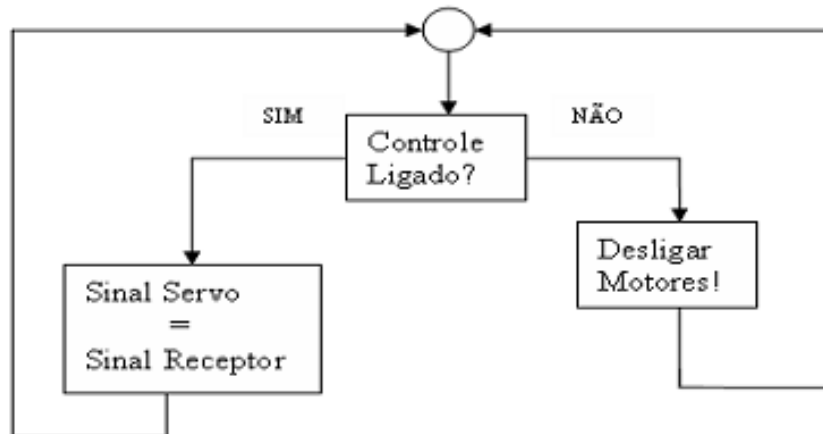 SIM
NÃO
Controle
Ligado?
Desligar
Motores!
Sinal Servo
=
Sinal Receptor